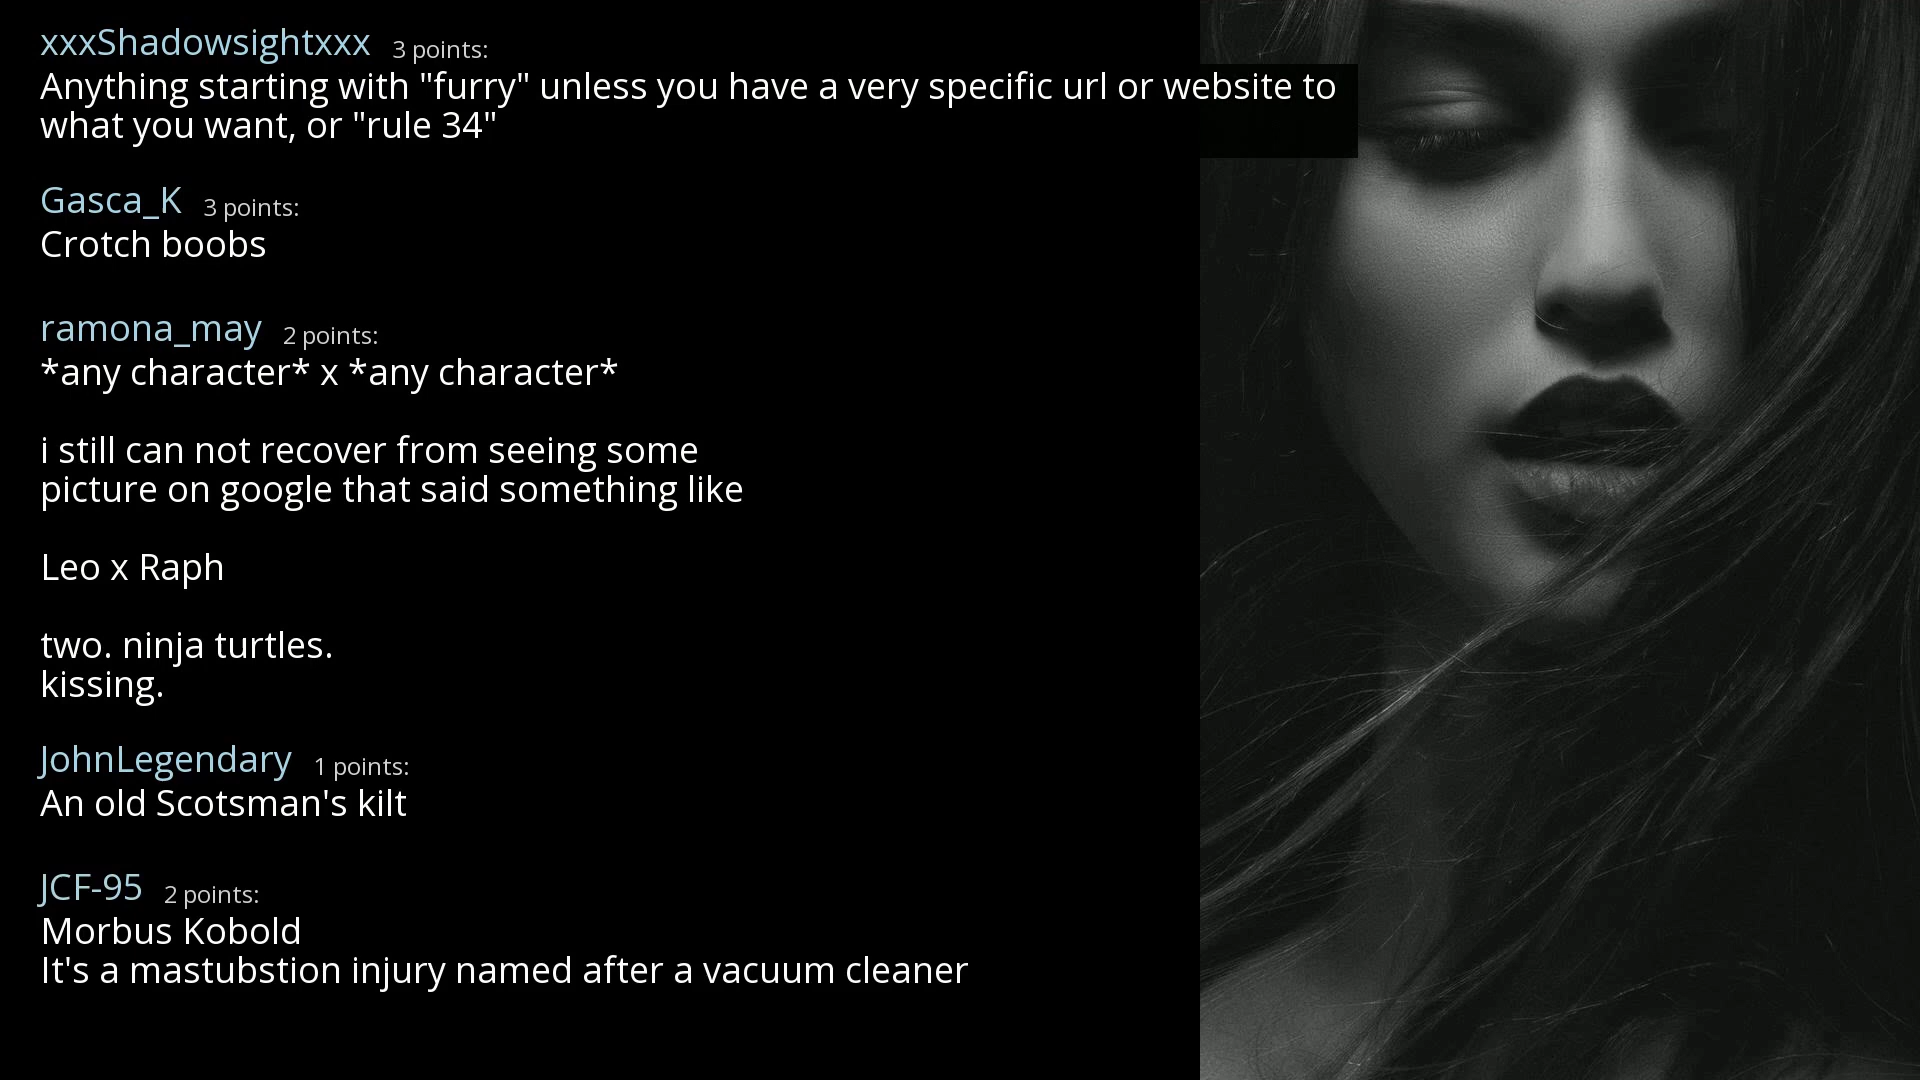 xxxShadowsightxxx 3 points:
Anything starting with "furry" unless you have a very specific url or website to
what you want, or "rule 34"
Gasca_K 3 points:
Crotch boobs
ramona_may 2 points:
*any character* x *any character*
i still can not recover from seeing some
picture on google that said something like
Leo x Raph
two. ninja turtles.
kissing.
JohnLegendary 1 points:
An old Scotsman's kilt
JCF-95 2 points:
Morbus Kobold
It's a mastubstion injury named after a vacuum cleaner